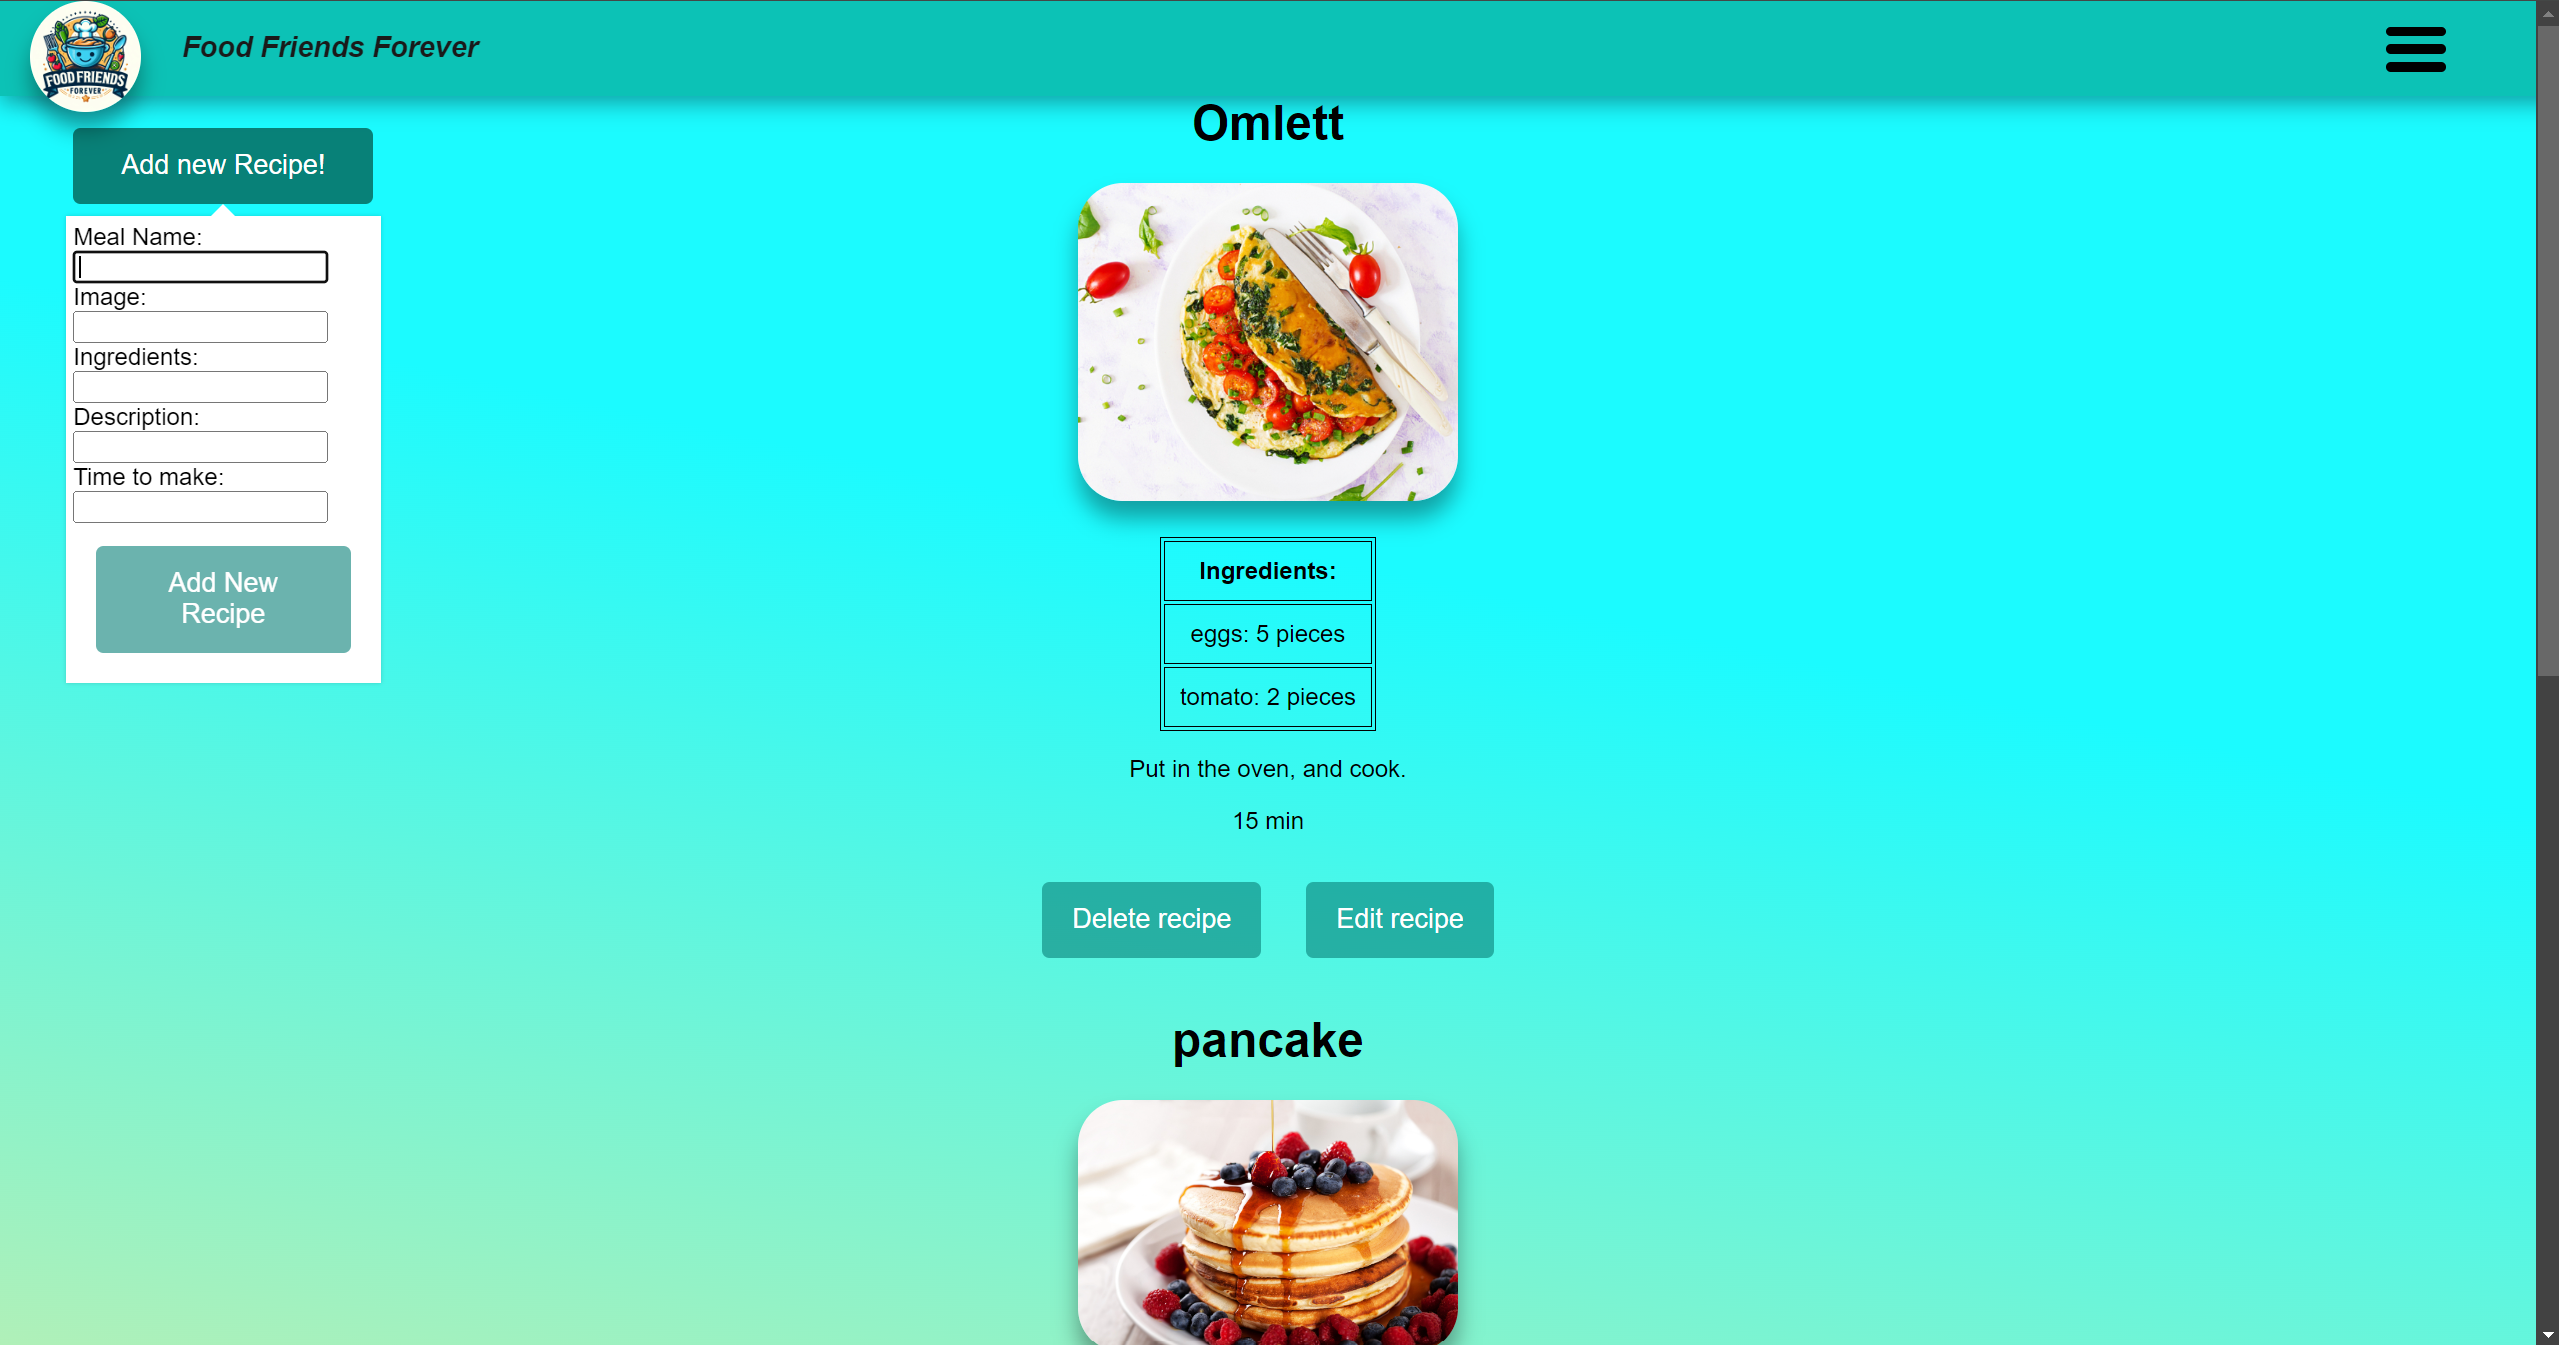 FOOD FRIENDS
FOREVER
Food Friends Forever
Add new Recipe!
Meal Name:
Image:
Ingredients:
Description:
Time to make:
Add New
Recipe
Omlett
Ingredients:
eggs: 5 pieces
tomato: 2 pieces
Put in the oven, and cook.
15 min
Delete recipe
Edit recipe
pancake